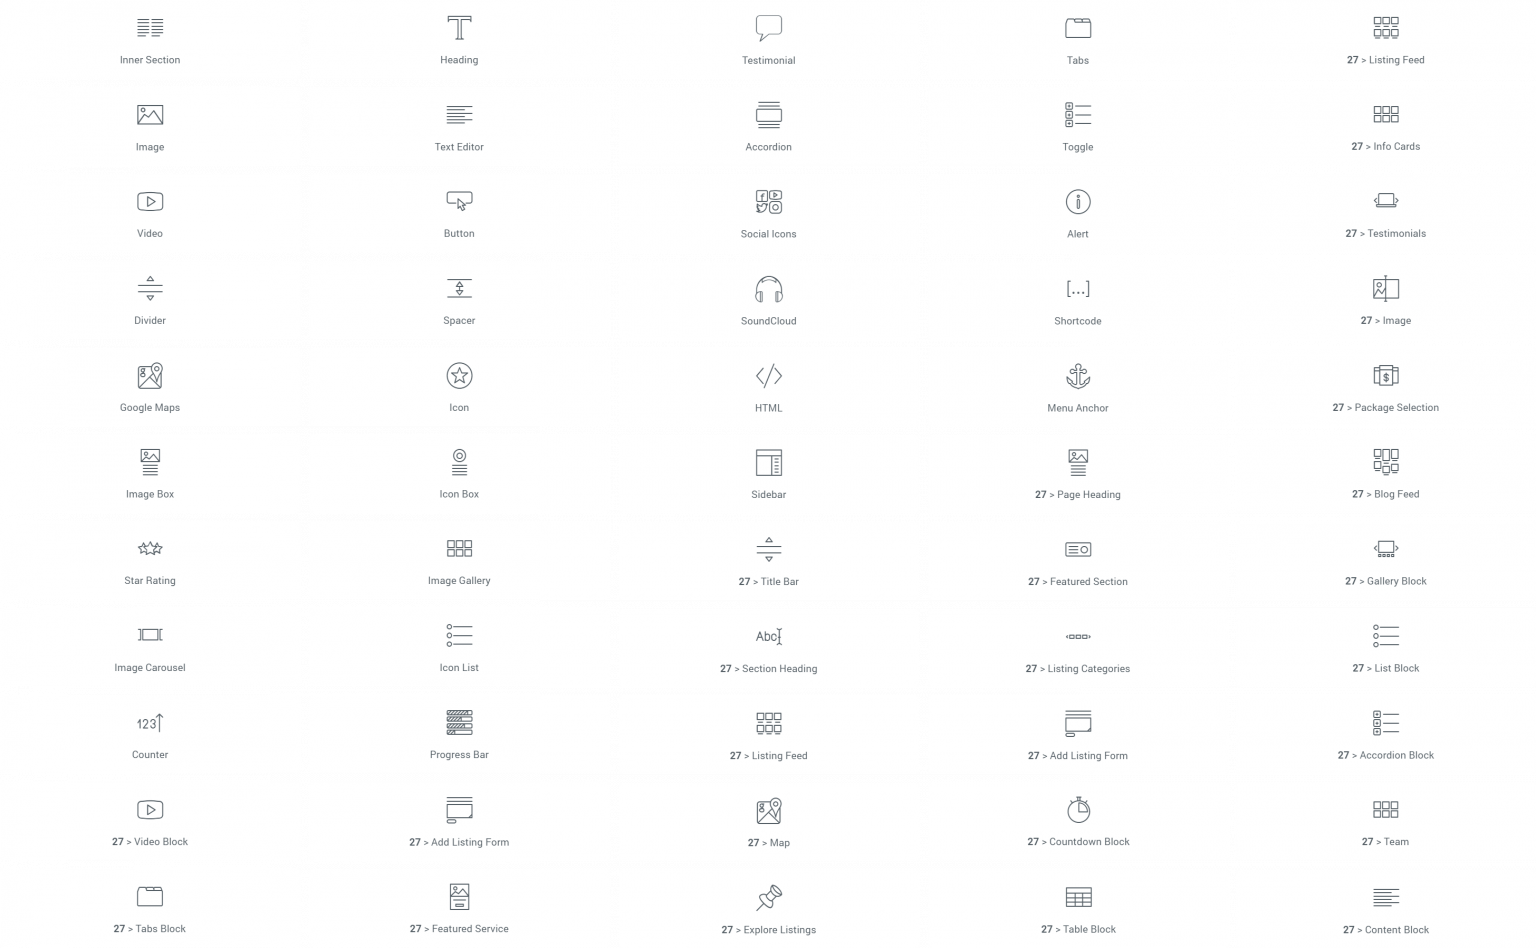 Inner Section
Heading
Testimonial
Tabs
27 > Listing Feed
Image
Text Editor
Accordion
Toggle
27 > Info Cards
Video
Button
Social Icons
Alert
27 > Testimonials
Divider
Spacer
SoundCloud
[...]
Shortcode
27 > Image
Google Maps
Icon
HTML
Menu Anchor
$
27 > Package Selection
Image Box
Icon Box
Sidebar
27 > Page Heading
27 > Blog Feed
Star Rating
Image Gallery
27 > Title Bar
27 > Featured Section
27 > Gallery Block
Image Carousel
Icon List
Abc
27 > Section Heading
27 > Listing Categories
27 > List Block
123
Counter
Progress Bar
27 > Listing Feed
27 > Add Listing Form
27 > Accordion Block
27 > Video Block
27 > Add Listing Form
27 > Map
27 > Countdown Block
27 > Team
27 > Tabs Block
27 > Featured Service
27 > Explore Listings
27 > Table Block
27 > Content Block